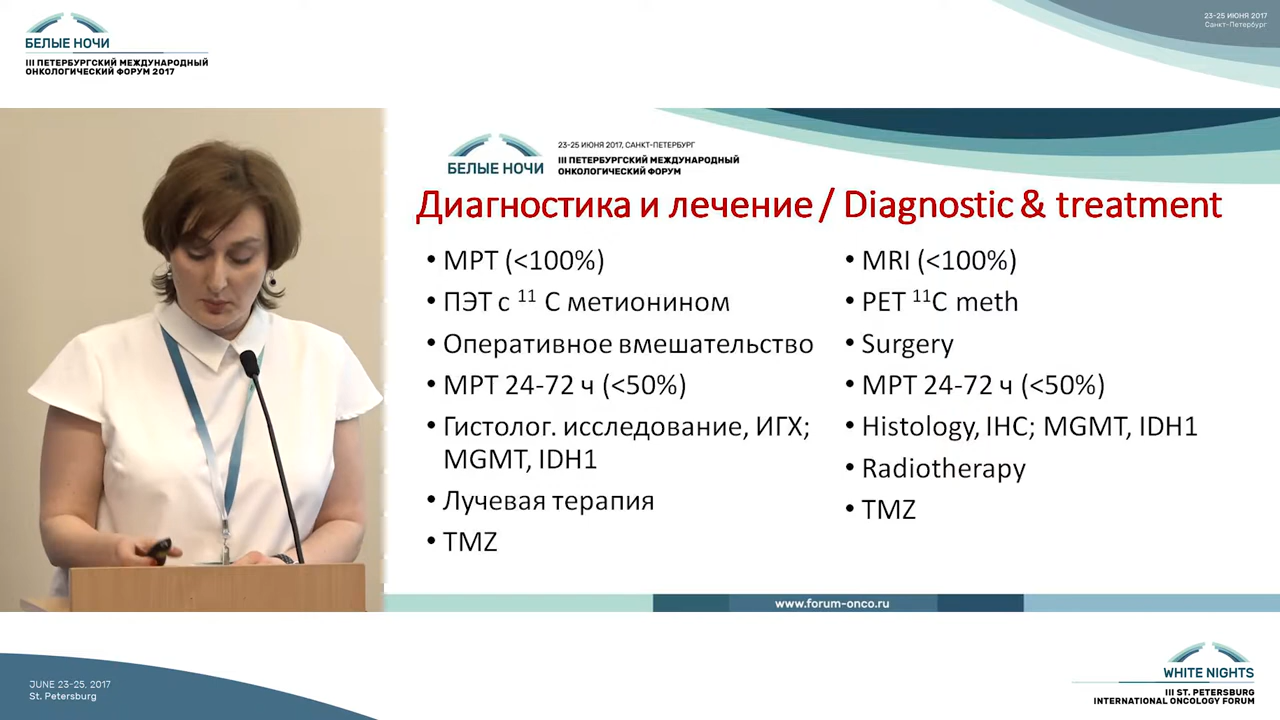 БЕЛЫЕ НОЧИ
III ПЕТЕРБУРГСКИЙ МЕЖДУНАРОДНЫЙ
ОНКОЛОГИЧЕСКИЙ ФОРУМ 2017
23-25 ИЮНЯ 2017
Санкт-Петербург
БЕЛЫЕ НОЧИ
23-25 ИЮНЯ 2017, САНКТ-ПЕТЕРБУРГ
III ПЕТЕРБУРГСКИЙ МЕЖДУНАРОДНЫЙ
ОНКОЛОГИЧЕСКИЙ ФОРУМ
Диагностика и лечение / Diagnostic & treatment
• МРТ (<100%)
• ПЭТ с ¹¹ С метионином
• Оперативное вмешательство
• МРТ 24-72 ч (<50%)
• Гистолог. исследование, ИГХ;
MGMT, IDH1
• Лучевая терапия
• TMZ
• MRI (<100%)
• PET ¹¹C meth
• Surgery
• МРТ 24-72 ч (<50%)
• Histology, IHC; MGMT, IDH1
• Radiotherapy
• TMZ
www.forum-onco.ru
JUNE 23-25, 2017
St. Petersburg
WHITE NIGHTS
III ST. PETERSBURG
INTERNATIONAL ONCOLOGY FORUM